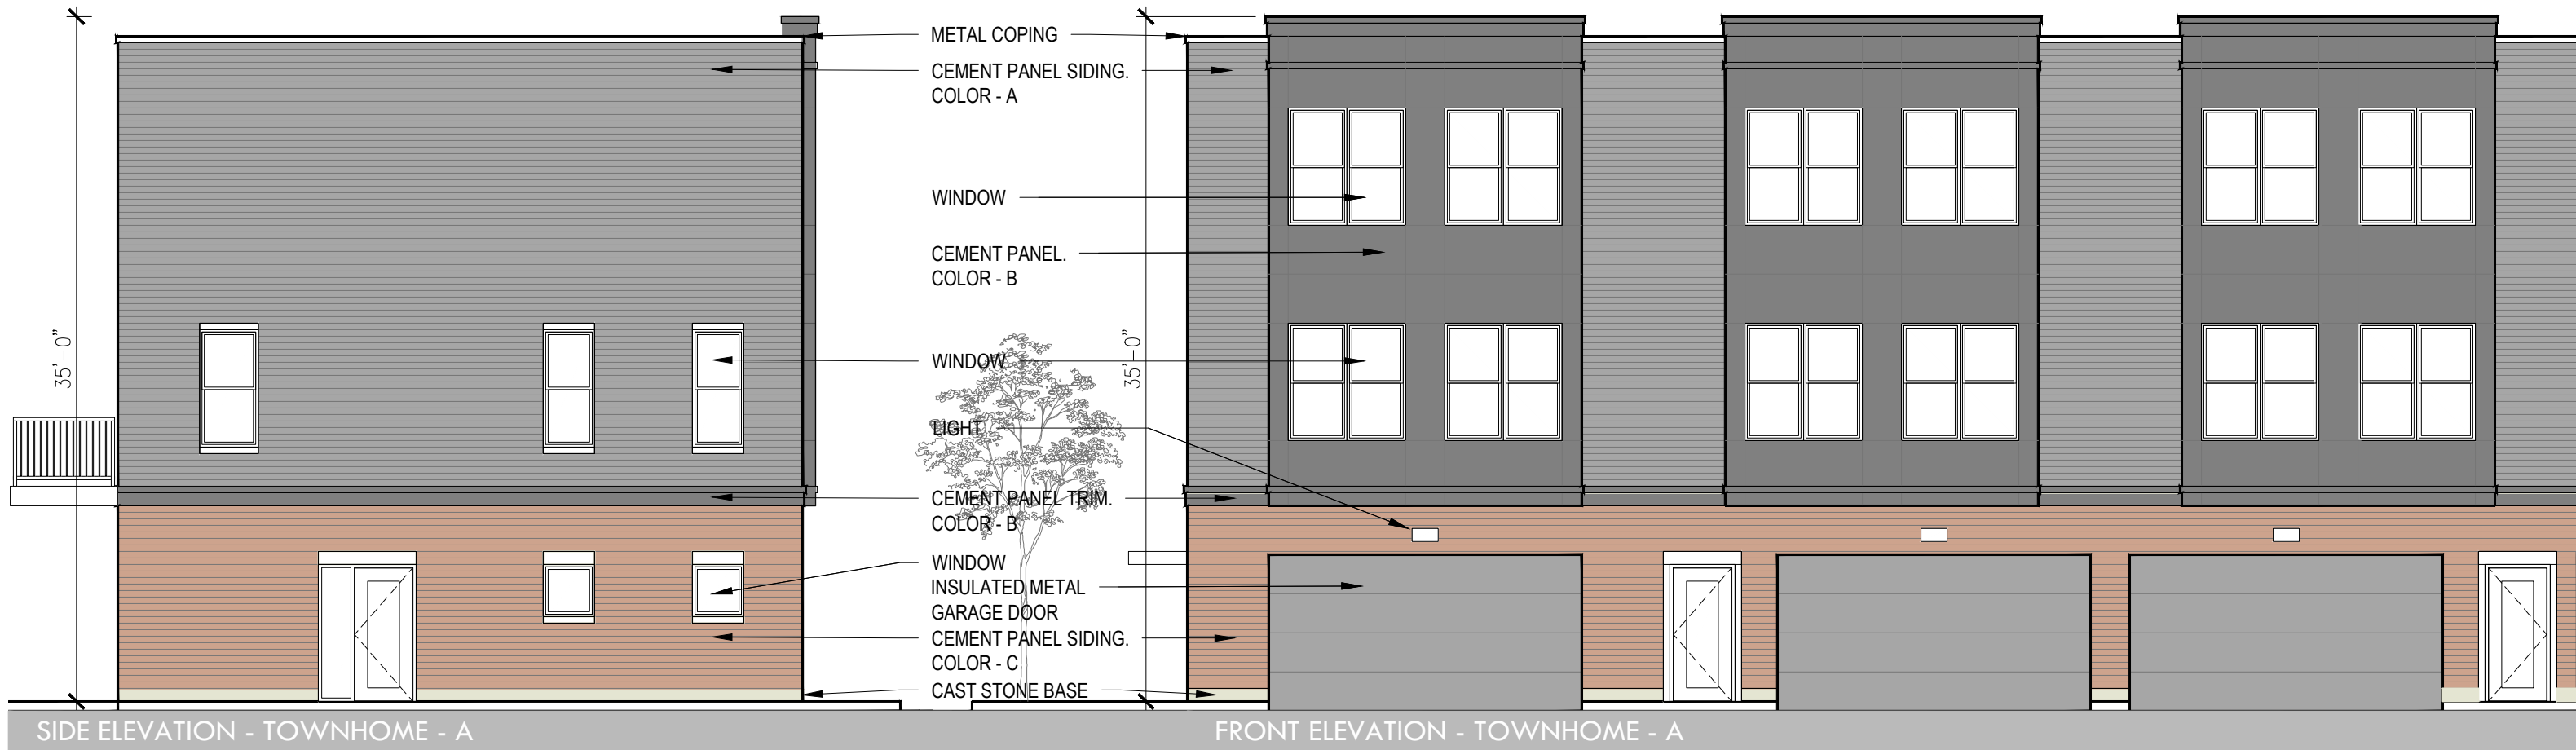 METAL COPING
CEMENT PANEL SIDING.
COLOR - A
WINDOW
CEMENT PANEL.
COLOR - B
35'-0"
35'-0"
WINDOW
LIGHT
CEMENT PANEL TRIM.
COLOR - B
WINDOW
INSULATED METAL
GARAGE DOOR
CEMENT PANEL SIDING.
COLOR - C
CAST STONE BASE
SIDE ELEVATION - TOWNHOME - A
FRONT ELEVATION - TOWNHOME - A